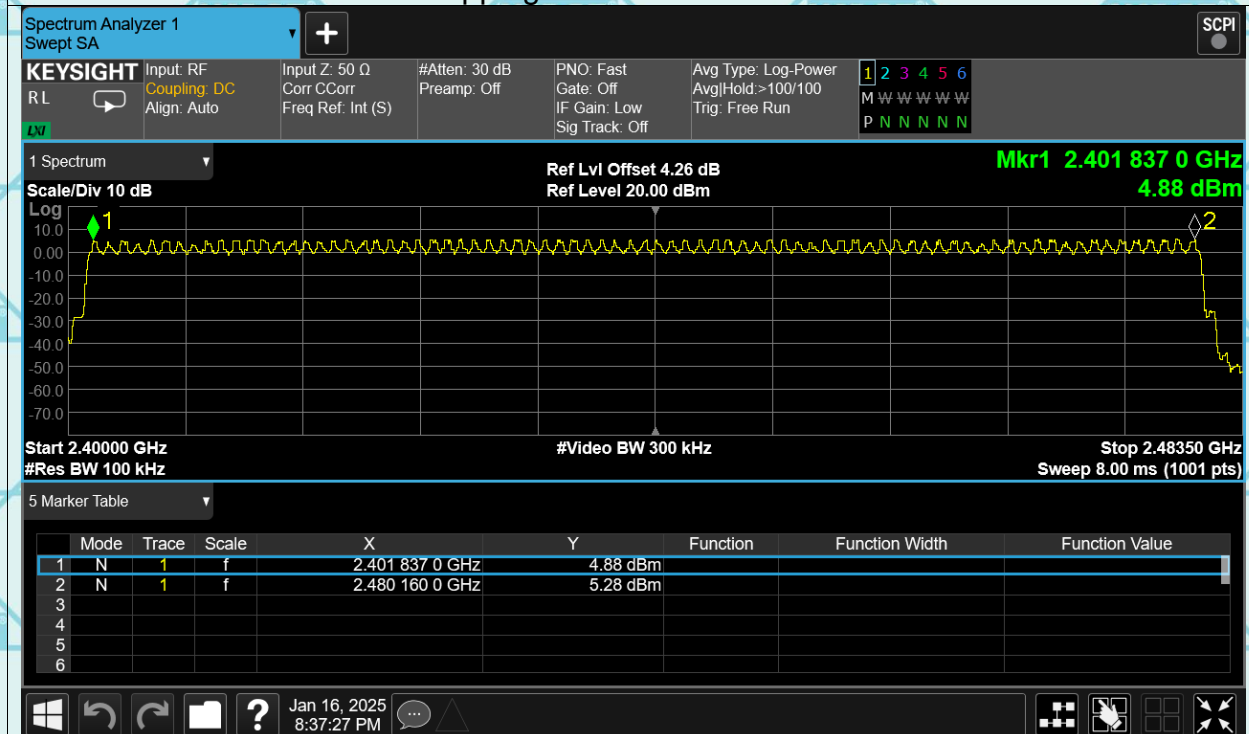 Spectrum Analyzer 1
Swept SA
+
SCPI
KEYSIGHT
R L
LXI
Input: RF
Coupling: DC
Align: Auto
Input Z: 50 Ω
Corr CCorr
Freq Ref: Int (S)
#Atten: 30 dB
Preamp: Off
PNO: Fast
Gate: Off
IF Gain: Low
Sig Track: Off
Avg Type: Log-Power
Avg|Hold:>100/100
Trig: Free Run
1 2 3 4 5 6
M W W W W W
P N N N N N
1 Spectrum
Scale/Div 10 dB
Ref Lvl Offset 4.26 dB
Ref Level 20.00 dBm
Mkr1 2.401 837 0 GHz
4.88 dBm
Log
1
2
10.0
0.00
-10.0
-20.0
-30.0
-40.0
-50.0
-60.0
-70.0
Start 2.40000 GHz #Video BW 300 kHz Stop 2.48350 GHz
#Res BW 100 kHz Sweep 8.00 ms (1001 pts)
5 Marker Table
Mode Trace Scale X Y Function Function Width Function Value
1 N 1 f 2.401 837 0 GHz 4.88 dBm
2 N 1 f 2.480 160 0 GHz 5.28 dBm
3
4
5
6
?
Jan 16, 2025
8:37:27 PM